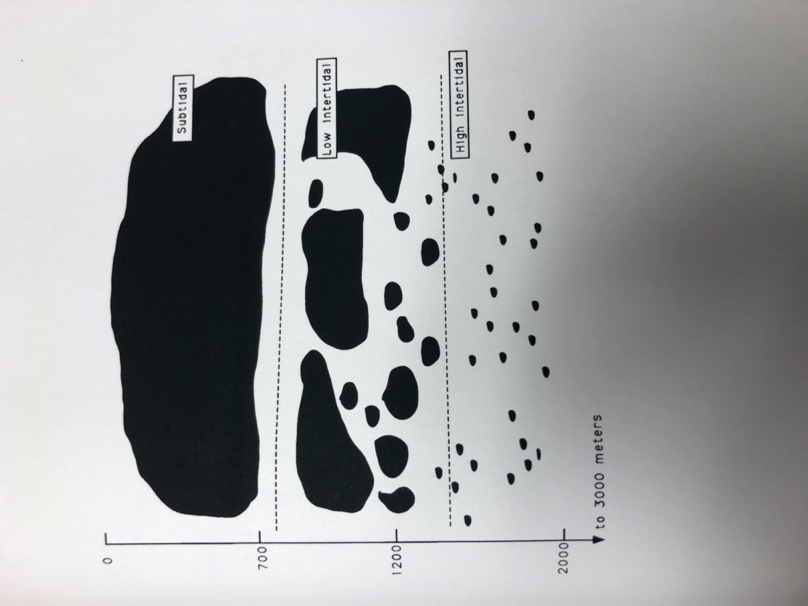 Subtidal
Low intertidal
High intertidal
0
700
1200
2000
to 3000 meters